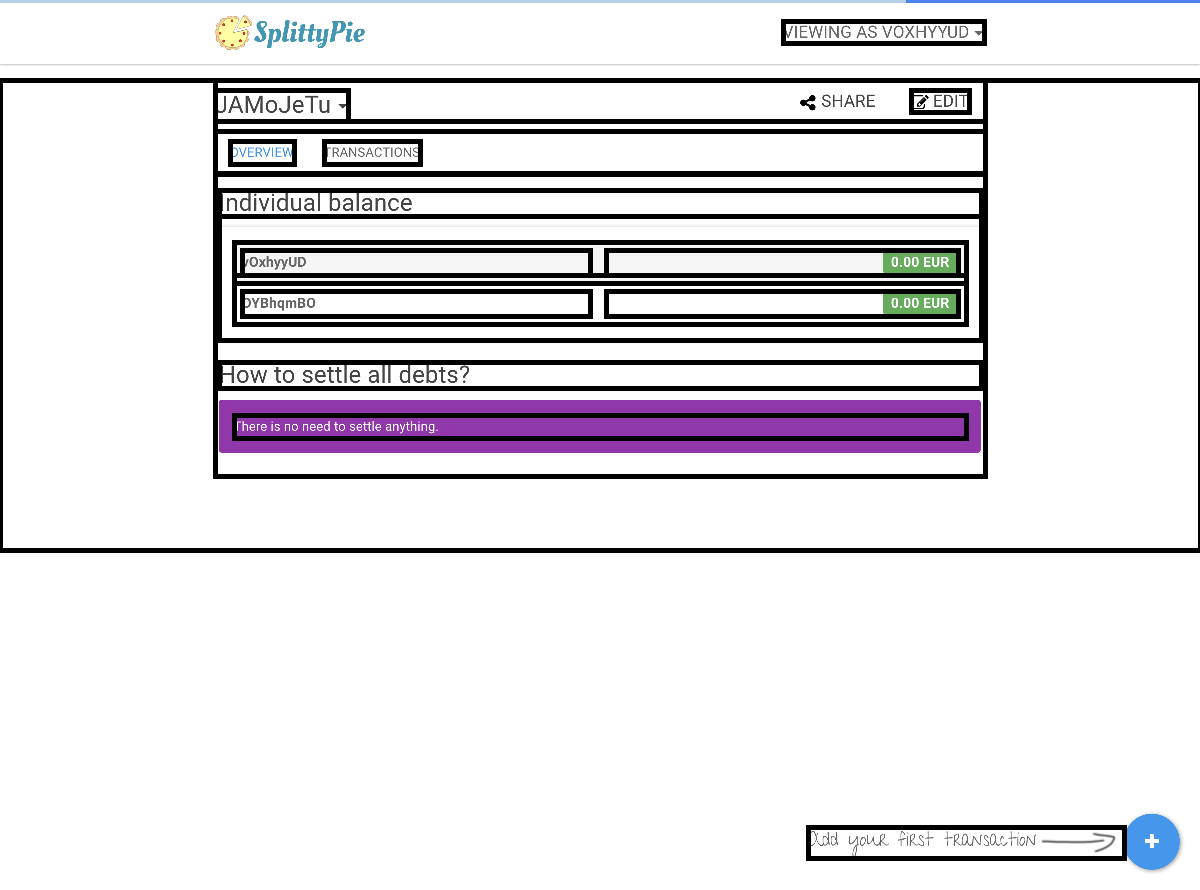 SplittyPie
VIEWING AS VOXHYYUD
JAMoJeTu
SHARE
EDIT
OVERVIEW
TRANSACTIONS
Individual balance
vOxhyyUD
0.00 EUR
DYBhqmBO
0.00 EUR
How to settle all debts?
There is no need to settle anything.
Add your first transaction
+